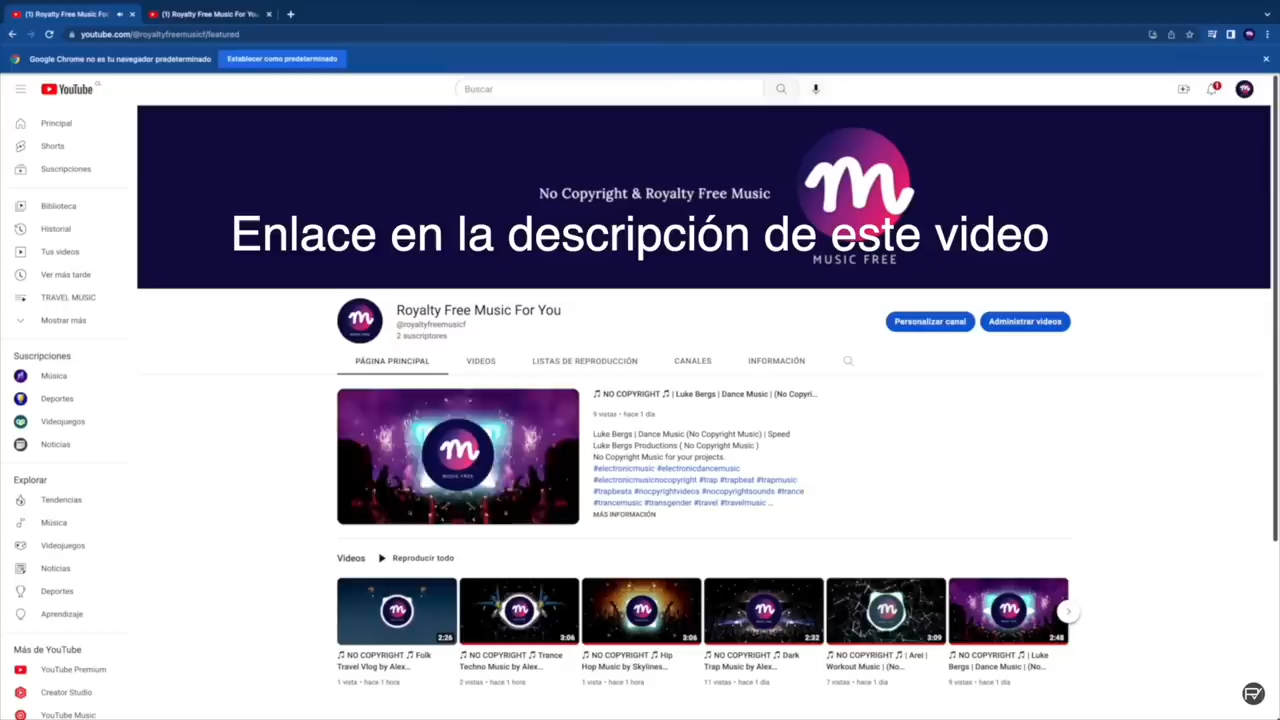 (1) Royalty Free Music For
(1) Royalty Free Music For You
youtube.com/@royaltyfreemusicf/featured
Google Chrome no es tu navegador predeterminado
Establecer como predeterminado
YouTube
CL
Buscar
1
Principal
Shorts
Suscripciones
Biblioteca
Historial
Tus videos
Ver más tarde
TRAVEL MUSIC
Mostrar más
Suscripciones
Música
Deportes
Videojuegos
Noticias
Explorar
Tendencias
Música
Videojuegos
Noticias
Deportes
Aprendizaje
Más de YouTube
YouTube Premium
Creator Studio
YouTube Music
No Copyright & Royalty Free Music
m
MUSIC FREE
Enlace en la descripción de este video
Royalty Free Music For You
@royaltyfreemusicf
2 suscriptores
Personalizar canal
Administrar videos
PÁGINA PRINCIPAL
VIDEOS
LISTAS DE REPRODUCCIÓN
CANALES
INFORMACIÓN
m
MUSIC FREE
🎵 NO COPYRIGHT 🎵 | Luke Bergs | Dance Music | (No Copyri...
9 vistas • hace 1 día
Luke Bergs | Dance Music (No Copyright Music) | Speed
Luke Bergs Productions ( No Copyright Music )
No Copyright Music for your projects.
#electronicmusic #electronicdancemusic
#electronicmusicnocopyright #trap #trapbeat #trapmusic
#trapbeats #nocpyrightvideos #nocopyrightsounds #trance
#trancemusic #transgender #travel #travelmusic ...
MÁS INFORMACIÓN
Videos
Reproducir todo
2:26
3:06
3:06
2:32
3:09
2:48
🎵 NO COPYRIGHT 🎵 Folk
Travel Vlog by Alex...
1 vista • hace 1 hora
🎵 NO COPYRIGHT 🎵 Trance
Techno Music by Alex...
2 vistas • hace 1 hora
🎵 NO COPYRIGHT 🎵 Hip
Hop Music by Skylines...
1 vista • hace 1 hora
🎵 NO COPYRIGHT 🎵 Dark
Trap Music by Alex...
11 vistas • hace 1 día
🎵 NO COPYRIGHT 🎵 | Arei |
Workout Music | (No...
7 vistas • hace 1 día
🎵 NO COPYRIGHT 🎵 | Luke
Bergs | Dance Music | (No...
9 vistas • hace 1 día